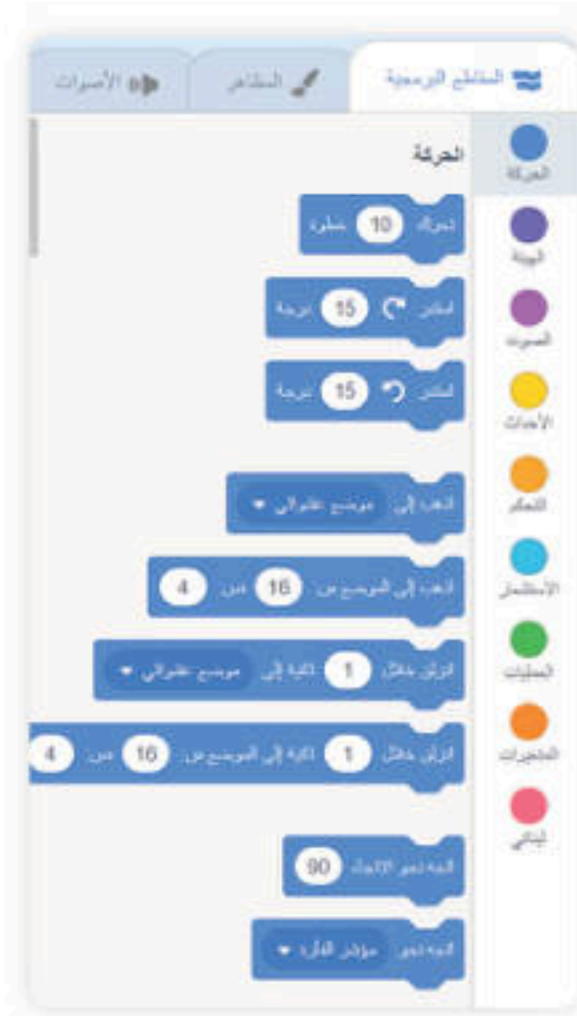 المقاطع البرمجية
المظاهر
الأصوات
الحركة
الهيئة
الصوت
الأحداث
التحكم
الاستشعار
العمليات
المتغيرات
لبناتي
الحركة
تحرك 10 خطوة
استدر 15 درجة
استدر 15 درجة
اذهب إلى موضع عشوائي
اذهب إلى الموضع س: 16 ص: 4
انزلق خلال 1 ثانية إلى موضع عشوائي
انزلق خلال 1 ثانية إلى الموضع س: 16 ص: 4
اتجه نحو الاتجاه 90
اتجه نحو مؤشر الفأرة